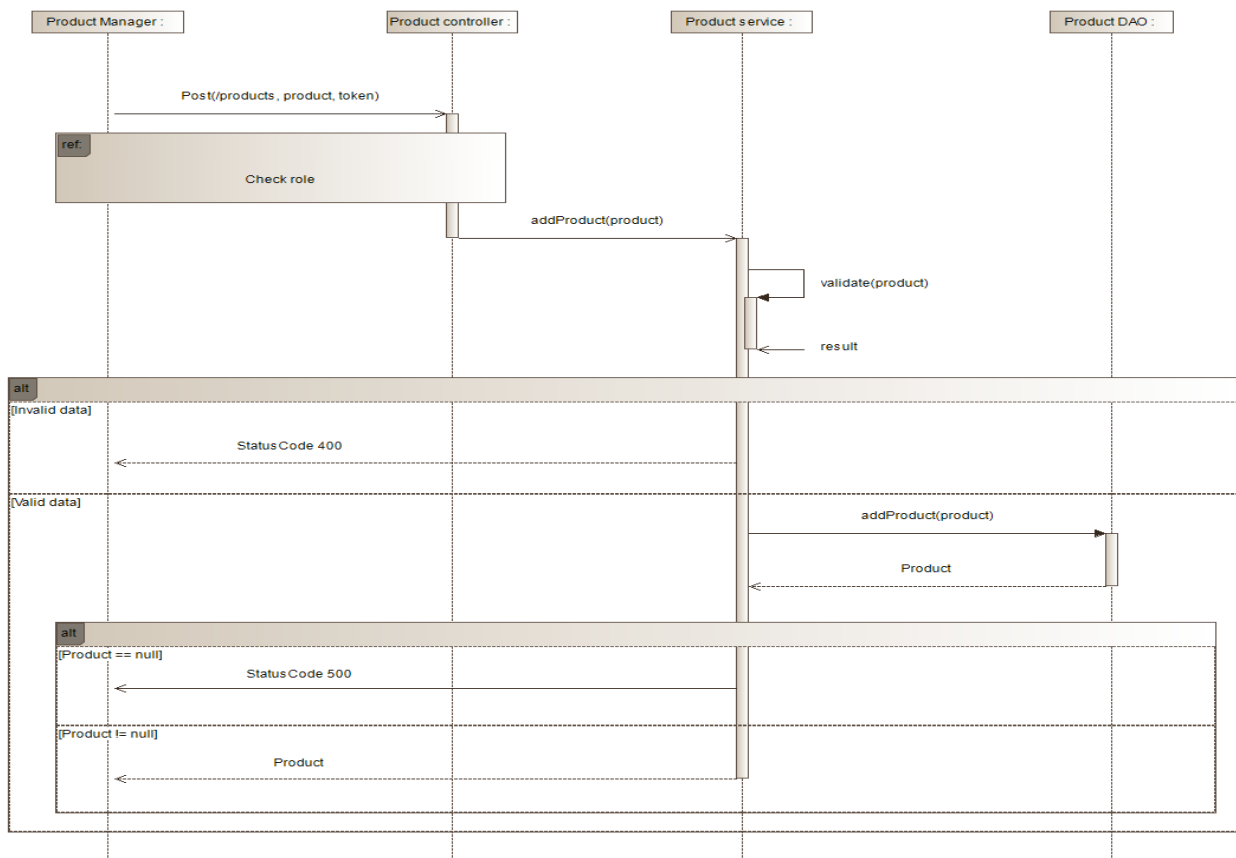 Product Manager :
Product controller :
Product service :
Product DAO :
Post(/products, product, token)
ref:
Check role
addProduct(product)
validate(product)
result
alt
[Invalid data]
StatusCode 400
[Valid data]
addProduct(product)
Product
alt
[Product == null]
StatusCode 500
[Product != null]
Product